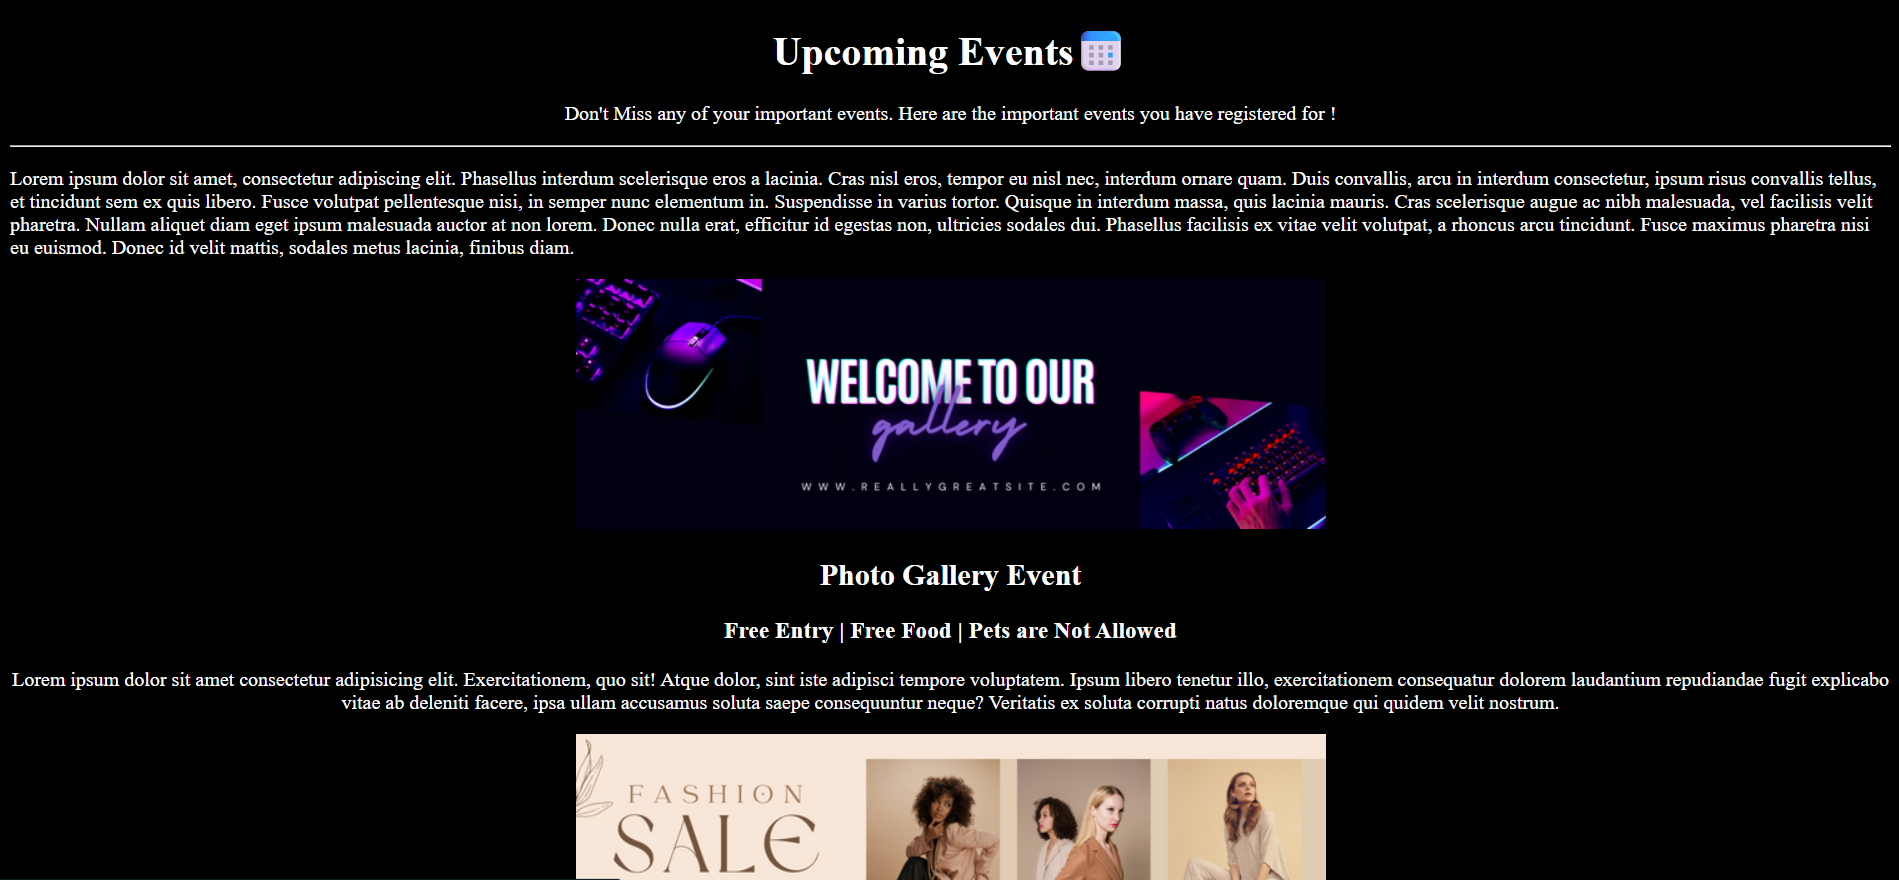 Upcoming Events
Don't Miss any of your important events. Here are the important events you have registered for !
Lorem ipsum dolor sit amet, consectetur adipiscing elit. Phasellus interdum scelerisque eros a lacinia. Cras nisl eros, tempor eu nisl nec, interdum ornare quam. Duis convallis, arcu in interdum consectetur, ipsum risus convallis tellus,
et tincidunt sem ex quis libero. Fusce volutpat pellentesque nisi, in semper nunc elementum in. Suspendisse in varius tortor. Quisque in interdum massa, quis lacinia mauris. Cras scelerisque augue ac nibh malesuada, vel facilisis velit
pharetra. Nullam aliquet diam eget ipsum malesuada auctor at non lorem. Donec nulla erat, efficitur id egestas non, ultricies sodales dui. Phasellus facilisis ex vitae velit volutpat, a rhoncus arcu tincidunt. Fusce maximus pharetra nisi
eu euismod. Donec id velit mattis, sodales metus lacinia, finibus diam.
WELCOME TO OUR
gallery
WWW.REALLYGREATSITE.COM
Photo Gallery Event
Free Entry | Free Food | Pets are Not Allowed
Lorem ipsum dolor sit amet consectetur adipisicing elit. Exercitationem, quo sit! Atque dolor, sint iste adipisci tempore voluptatem. Ipsum libero tenetur illo, exercitationem consequatur dolorem laudantium repudiandae fugit explicabo
vitae ab deleniti facere, ipsa ullam accusamus soluta saepe consequuntur neque? Veritatis ex soluta corrupti natus doloremque qui quidem velit nostrum.
FASHION
SALE